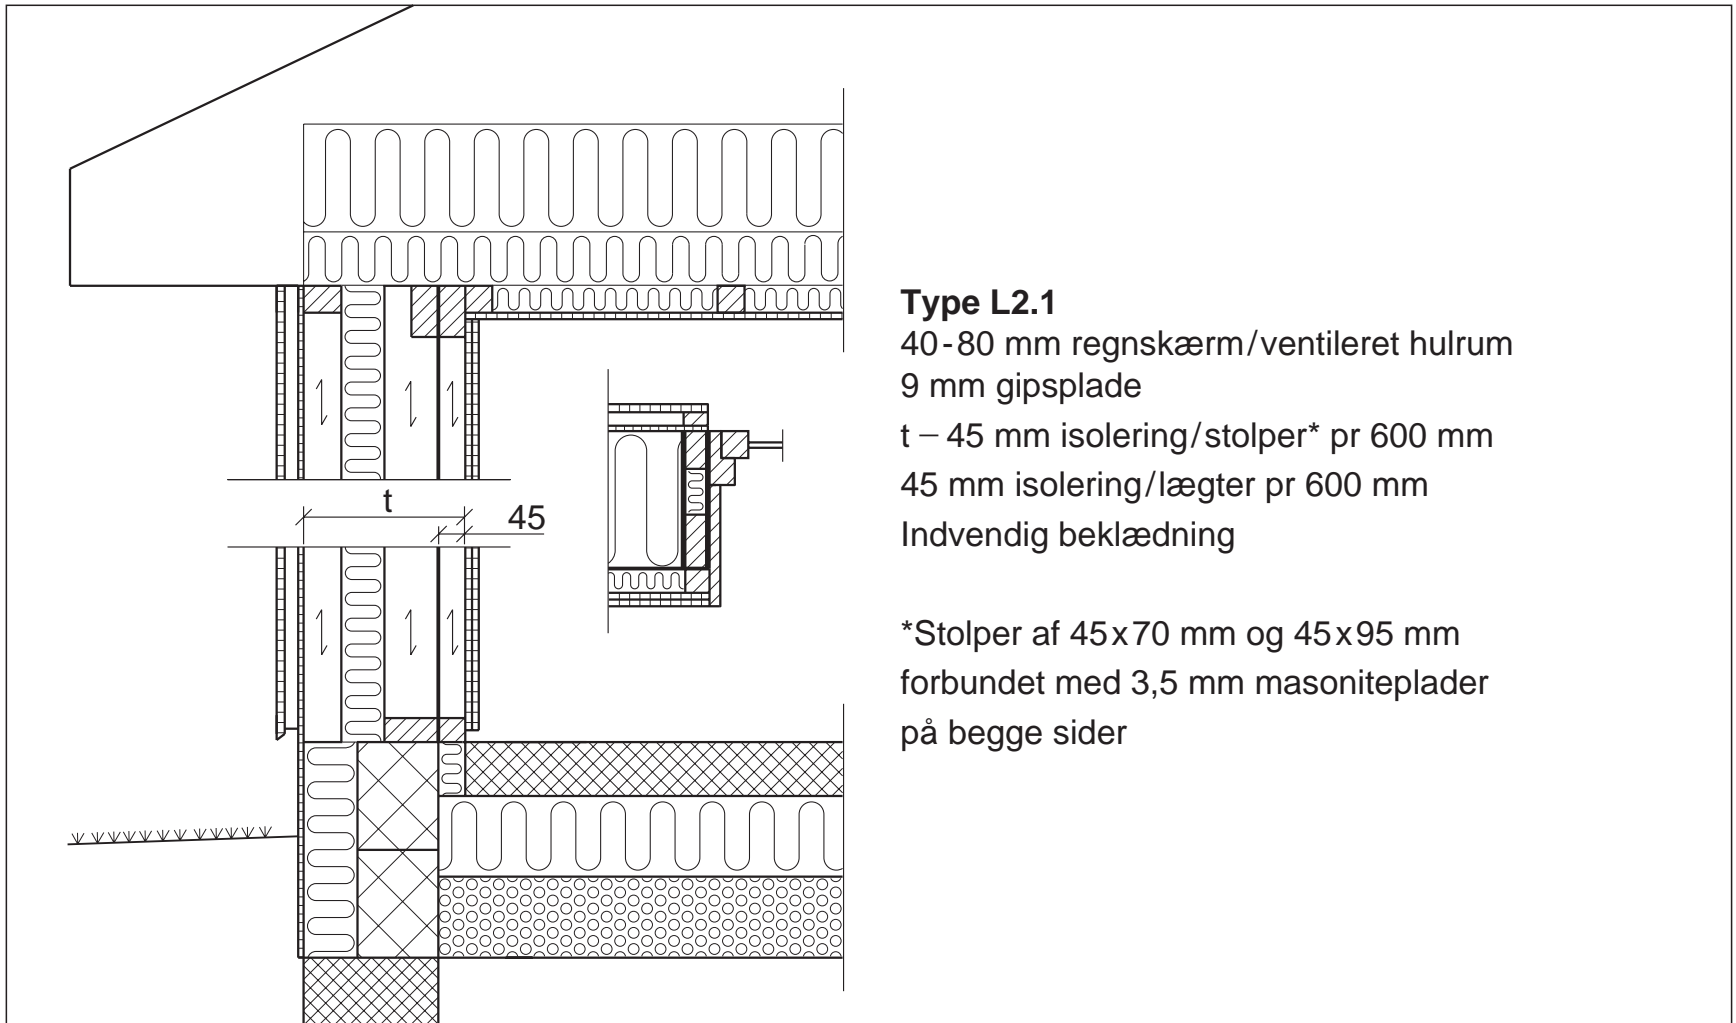 Type L2.1
40-80 mm regnskærm/ventileret hulrum
9 mm gipsplade
t – 45 mm isolering/stolper* pr 600 mm
45 mm isolering/lægter pr 600 mm
Indvendig beklædning
*Stolper af 45x70 mm og 45x95 mm
forbundet med 3,5 mm masoniteplader
på begge sider
t
45